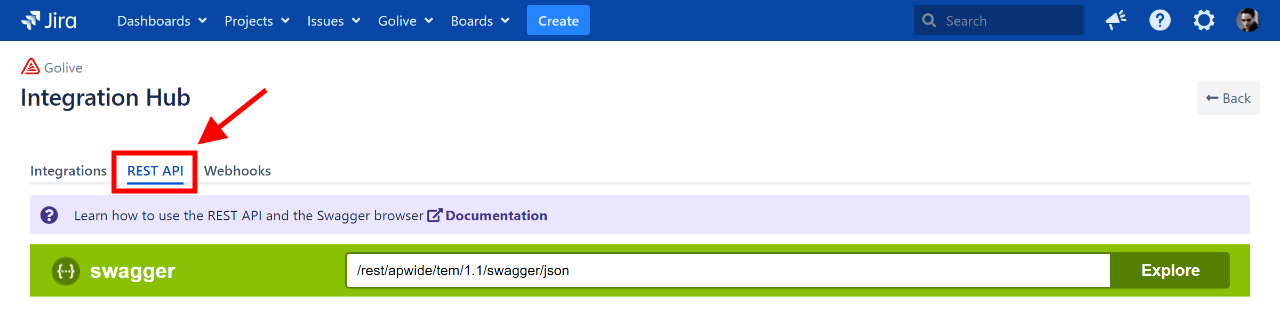 Jira Dashboards Projects Issues Golive Boards Create Search
Golive
Integration Hub
Back
Integrations REST API Webhooks
Learn how to use the REST API and the Swagger browser Documentation
{···} swagger /rest/apwide/tem/1.1/swagger/json Explore